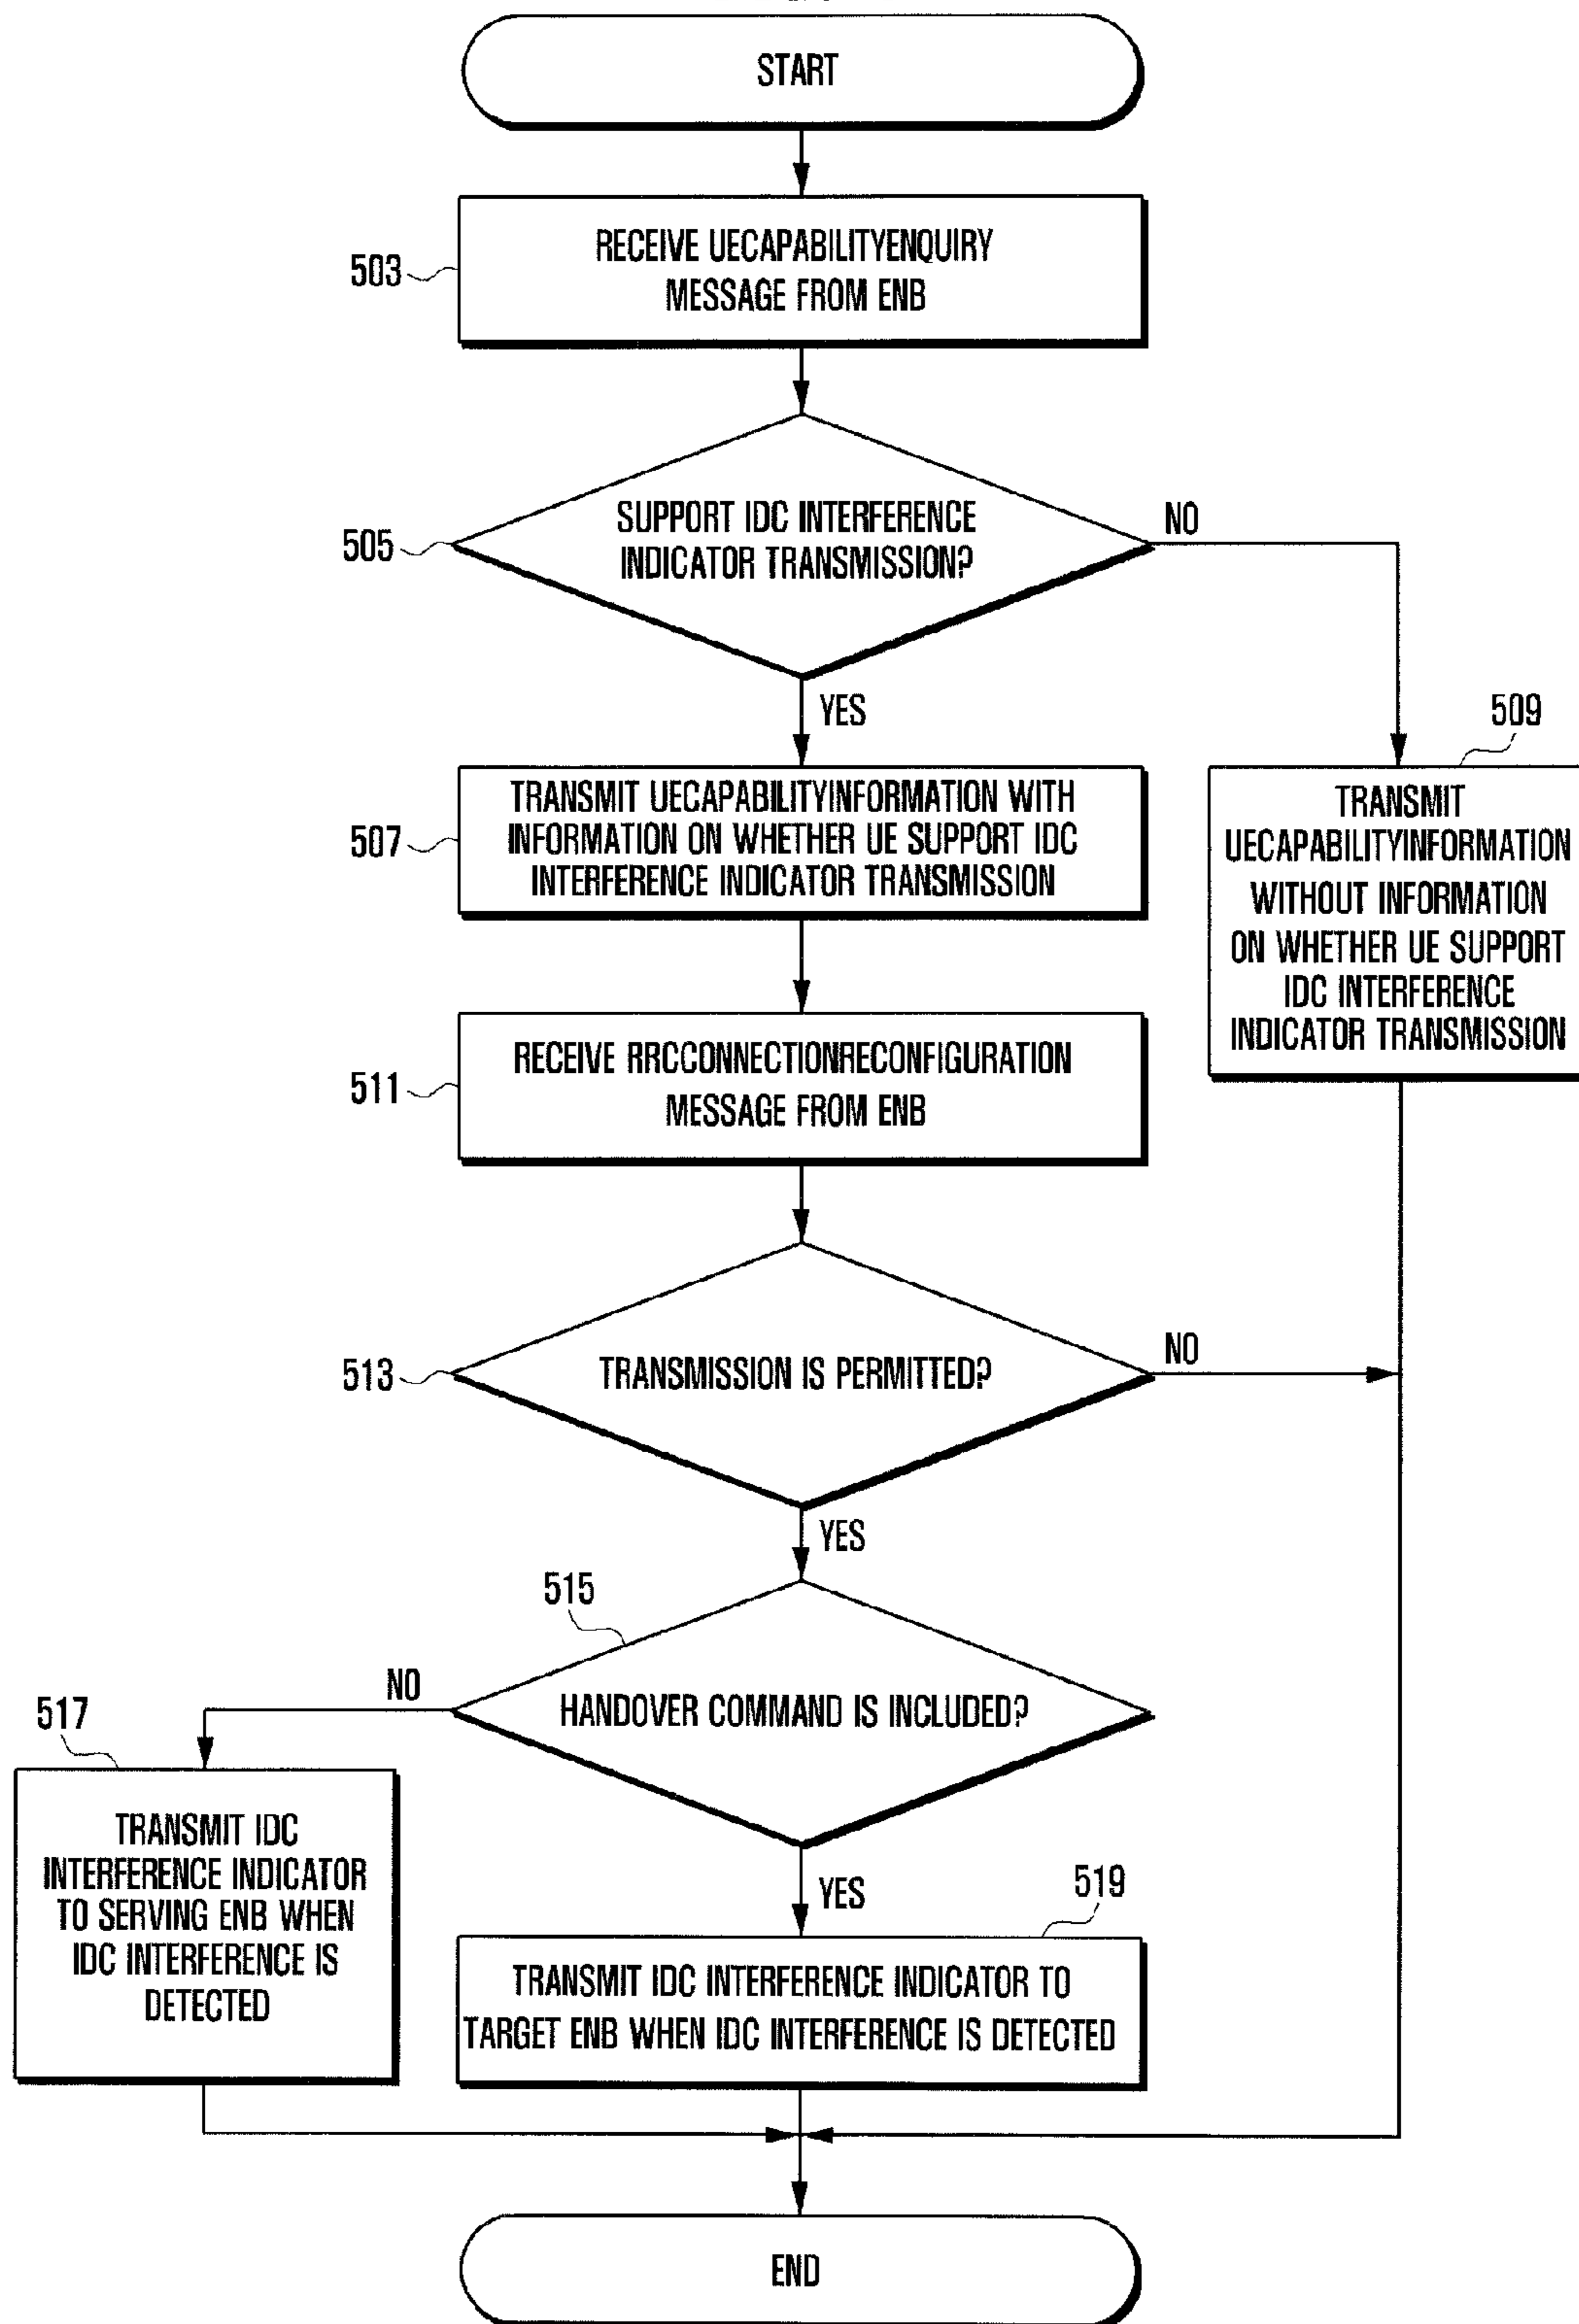 START
503
RECEIVE UECAPABILITYENQUIRY
MESSAGE FROM ENB
505
SUPPORT IDC INTERFERENCE
INDICATOR TRANSMISSION?
NO
YES
507
TRANSMIT UECAPABILITYINFORMATION WITH
INFORMATION ON WHETHER UE SUPPORT IDC
INTERFERENCE INDICATOR TRANSMISSION
509
TRANSMIT
UECAPABILITYINFORMATION
WITHOUT INFORMATION
ON WHETHER UE SUPPORT
IDC INTERFERENCE
INDICATOR TRANSMISSION
511
RECEIVE RRCCONNECTIONRECONFIGURATION
MESSAGE FROM ENB
513
TRANSMISSION IS PERMITTED?
NO
YES
515
HANDOVER COMMAND IS INCLUDED?
NO
YES
517
TRANSMIT IDC
INTERFERENCE INDICATOR
TO SERVING ENB WHEN
IDC INTERFERENCE IS
DETECTED
519
TRANSMIT IDC INTERFERENCE INDICATOR TO
TARGET ENB WHEN IDC INTERFERENCE IS DETECTED
END